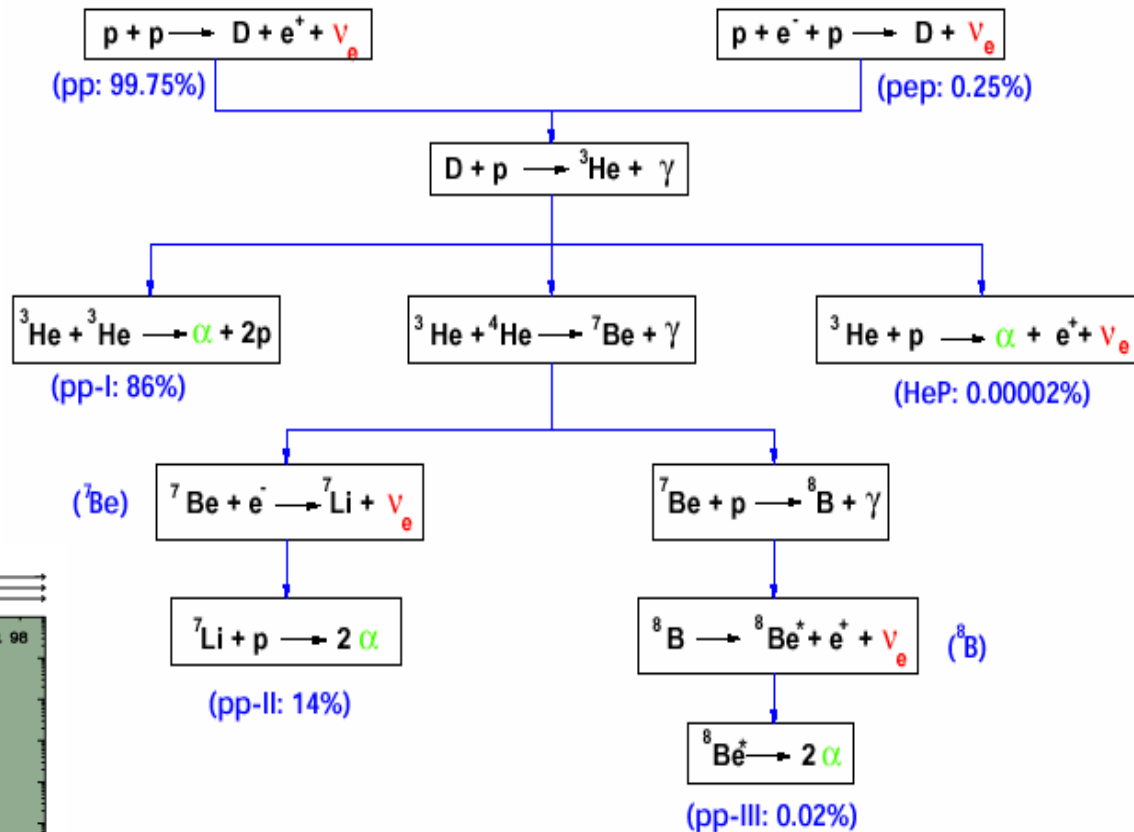 p + p → D + e⁺ + νₑ
p + e⁻ + p → D + νₑ
(pp: 99.75%)
(pep: 0.25%)
D + p → ³He + γ
³He + ³He → α + 2p
³He + ⁴He → ⁷Be + γ
³He + p → α + e⁺ + νₑ
(pp-I: 86%)
(HeP: 0.00002%)
(⁷Be)
⁷Be + e⁻ → ⁷Li + νₑ
⁷Be + p → ⁸B + γ
98
⁷Li + p → 2 α
⁸B → ⁸Be* + e⁺ + νₑ
(⁸B)
(pp-II: 14%)
⁸Be* → 2 α
(pp-III: 0.02%)